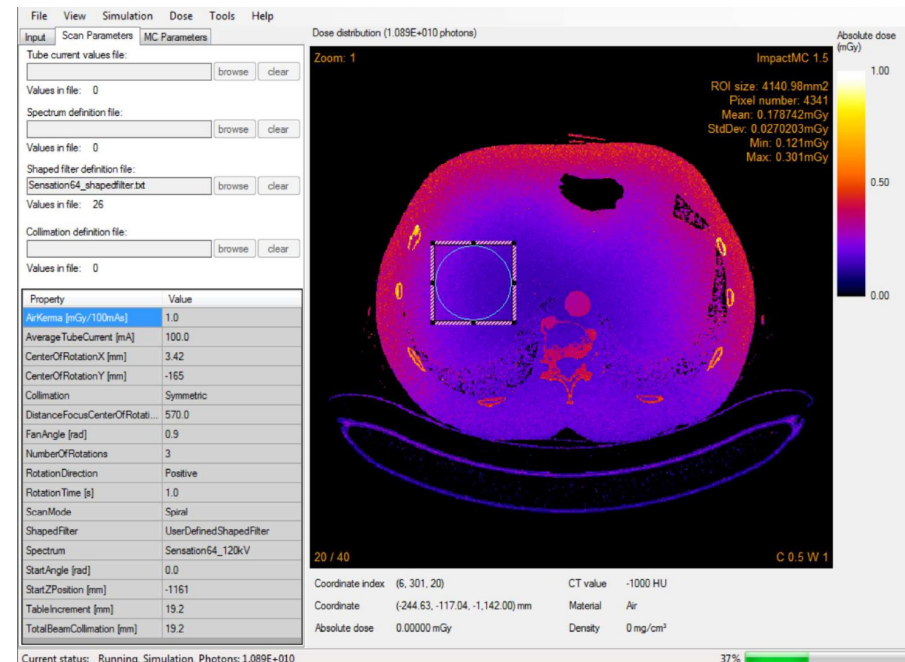 File View Simulation Dose Tools Help
Input Scan Parameters MC Parameters
Tube current values file:
browse clear
Values in file: 0
Spectrum definition file:
browse clear
Values in file: 0
Shaped filter definition file:
Sensation64_shapedfilter.txt browse clear
Values in file: 26
Collimation definition file:
browse clear
Values in file: 0
Property Value
AirKerma [mGy/100mAs] 1.0
AverageTubeCurrent [mA] 100.0
CenterOfRotationX [mm] 3.42
CenterOfRotationY [mm] -165
Collimation Symmetric
DistanceFocusCenterOfRotati... 570.0
FanAngle [rad] 0.9
NumberOfRotations 3
RotationDirection Positive
RotationTime [s] 1.0
ScanMode Spiral
ShapedFilter UserDefinedShapedFilter
Spectrum Sensation64_120kV
StartAngle [rad] 0.0
StartZPosition [mm] -1161
TableIncrement [mm] 19.2
TotalBeamCollimation [mm] 19.2
Dose distribution (1.089E+010 photons)
Zoom: 1
ImpactMC 1.5
ROI size: 4140.98mm2
Pixel number: 4341
Mean: 0.178742mGy
StdDev: 0.0270203mGy
Min: 0.121mGy
Max: 0.301mGy
20 / 40
C 0.5 W 1
Absolute dose
(mGy)
1.00
0.50
0.00
Coordinate index (6, 301, 20) CT value -1000 HU
Coordinate (-244.63, -117.04, -1,142.00) mm Material Air
Absolute dose 0.00000 mGy Density 0 mg/cm³
Current status: Running, Simulation, Photons: 1.089E+010 37%